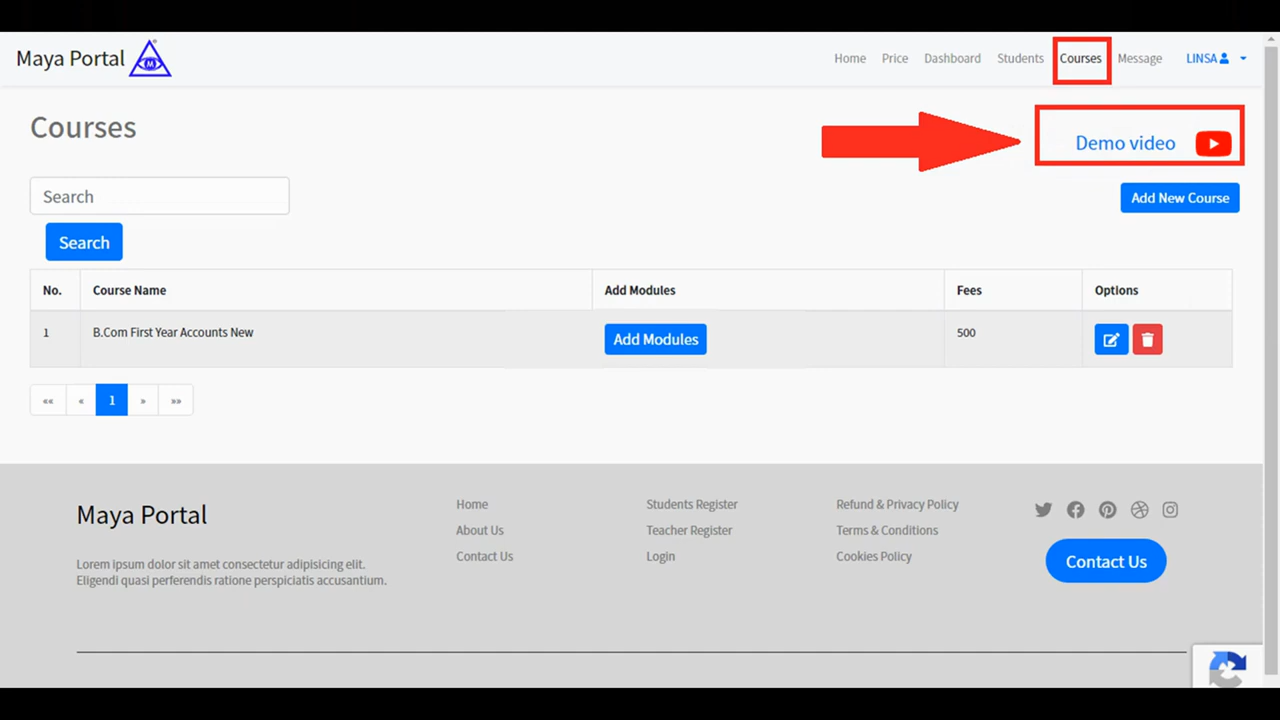 Maya Portal
Home Price Dashboard Students Courses Message LINSA
Courses
Demo video
Search
Add New Course
Search
No. Course Name Add Modules Fees Options
1 B.Com First Year Accounts New Add Modules 500
«« « 1 » »»
Maya Portal
Lorem ipsum dolor sit amet consectetur adipisicing elit.
Eligendi quasi perferendis ratione perspiciatis accusantium.
Home
About Us
Contact Us
Students Register
Teacher Register
Login
Refund & Privacy Policy
Terms & Conditions
Cookies Policy
Contact Us